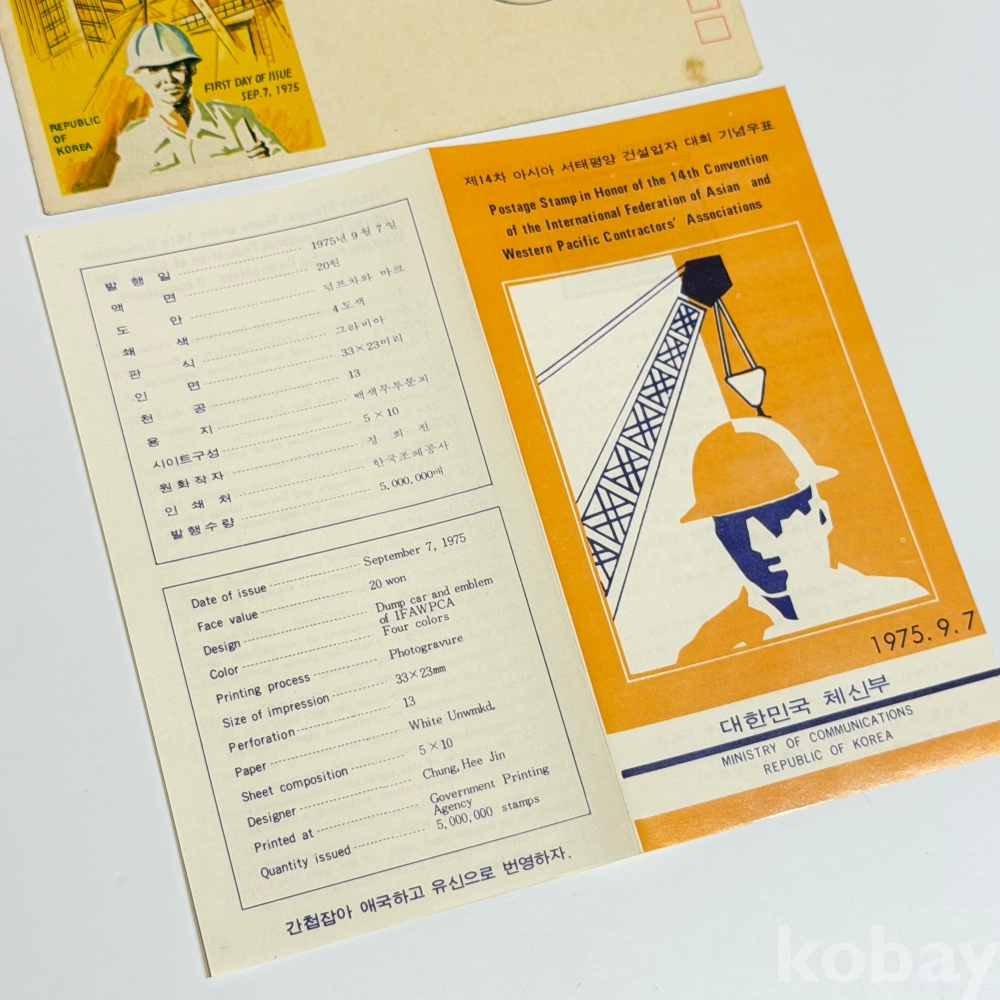 FIRST DAY OF ISSUE
SEP. 7, 1975
REPUBLIC
OF
KOREA
발행일 1975년 9월 7일
액면 20원
도안 덤프차와 마크
쇄색 4도색
판식 그라비아
인면 33×23미리
천공 13
용지 백색무투문지
시이트구성 5×10
원화작자 정희진
인쇄처 한국조폐공사
발행수량 5,000,000매
Date of issue September 7, 1975
Face value 20 won
Design Dump car and emblem
of IFAWPCA
Color Four colors
Printing process Photogravure
Size of impression 33×23mm
Perforation 13
Paper White Unwmkd.
Sheet composition 5×10
Designer Chung, Hee Jin
Printed at Government Printing
Agency
Quantity issued 5,000,000 stamps
간첩잡아 애국하고 유신으로 번영하자.
제14차 아시아 서태평양 건설업자 대회 기념우표
Postage Stamp in Honor of the 14th Convention
of the International Federation of Asian and
Western Pacific Contractors' Associations
1975. 9. 7
대한민국 체신부
MINISTRY OF COMMUNICATIONS
REPUBLIC OF KOREA
kobay